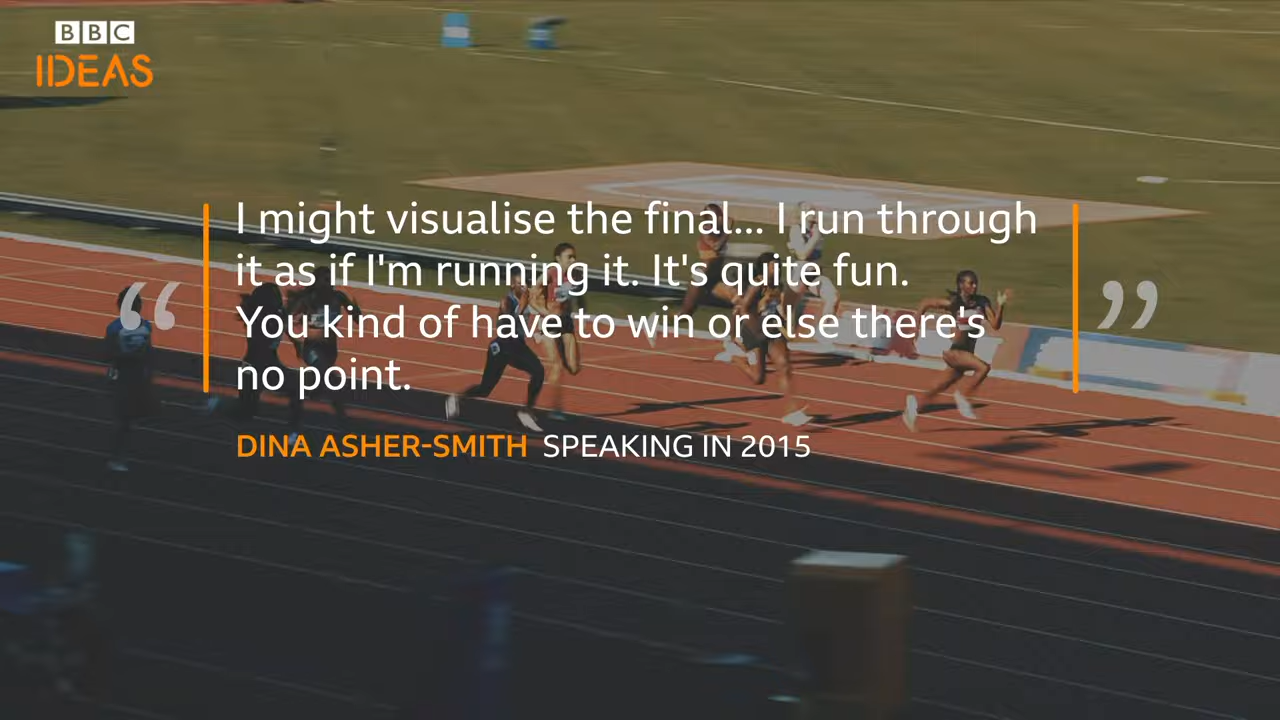 BBC
IDEAS
“
I might visualise the final... I run through
it as if I'm running it. It's quite fun.
You kind of have to win or else there's
no point.
”
DINA ASHER-SMITH SPEAKING IN 2015